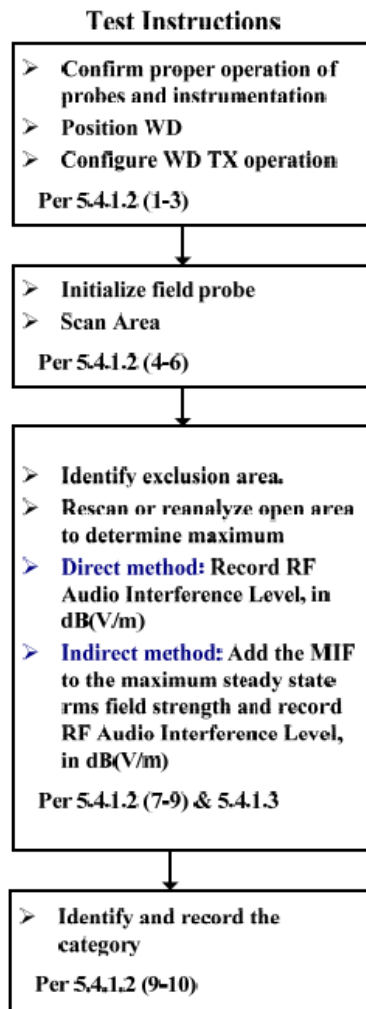 Test Instructions
➢ Confirm proper operation of
probes and instrumentation
➢ Position WD
➢ Configure WD TX operation
Per 5.4.1.2 (1-3)
➢ Initialize field probe
➢ Scan Area
Per 5.4.1.2 (4-6)
➢ Identify exclusion area.
➢ Rescan or reanalyze open area
to determine maximum
➢ Direct method: Record RF
Audio Interference Level, in
dB(V/m)
➢ Indirect method: Add the MIF
to the maximum steady state
rms field strength and record
RF Audio Interference Level,
in dB(V/m)
Per 5.4.1.2 (7-9) & 5.4.1.3
➢ Identify and record the
category
Per 5.4.1.2 (9-10)